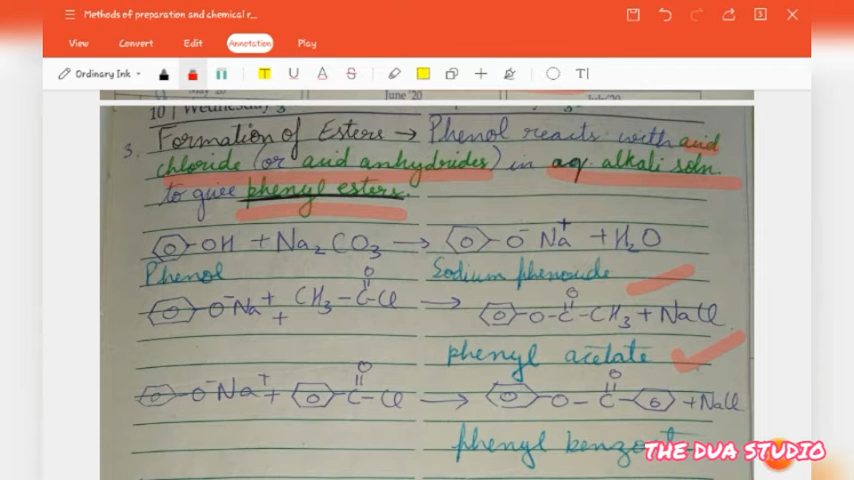 Methods of preparation and chemical r...
3
View Convert Edit Annotation Play
Ordinary Ink T U A S T
June '20
10 | Wednesday
3. Formation of Esters → Phenol reacts with acid
chloride (or acid anhydrides) in aq. alkali soln.
to give phenyl esters.
-OH + Na2CO3 → -O⁻Na⁺ + H2O
Phenol Sodium phenoxide
O
-O⁻Na⁺ + CH3-C-Cl → -O-C-CH3 + NaCl
O
phenyl acetate
O
-O⁻Na⁺ + -C-Cl → -O-C- + NaCl
O
phenyl
THE DUA STUDIO